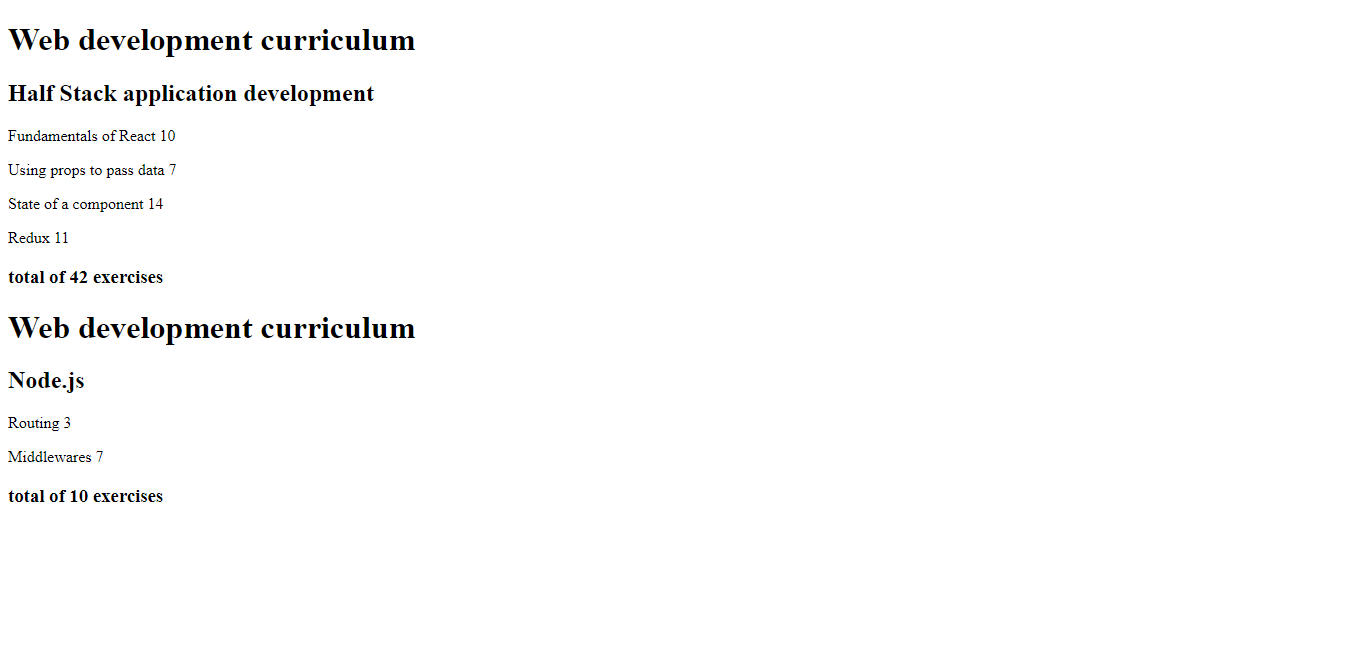 Web development curriculum
Half Stack application development
Fundamentals of React 10
Using props to pass data 7
State of a component 14
Redux 11
total of 42 exercises
Web development curriculum
Node.js
Routing 3
Middlewares 7
total of 10 exercises